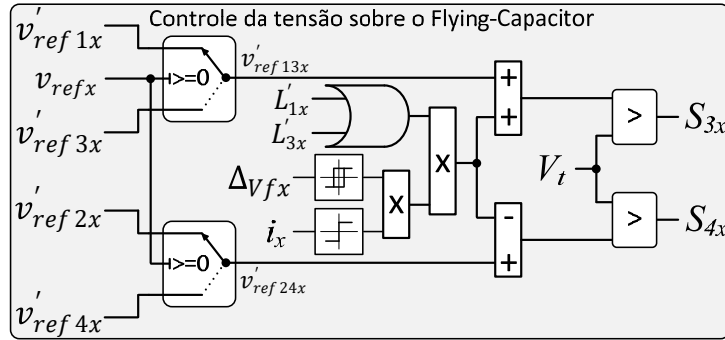 Controle da tensão sobre o Flying-Capacitor
v'ref 1x
vrefx
>=0
v'ref 3x
v'ref 13x
L'1x
L'3x
ΔVfx
ix
X
X
+
+
-
+
>
S3x
Vt
>
S4x
v'ref 2x
>=0
v'ref 4x
v'ref 24x